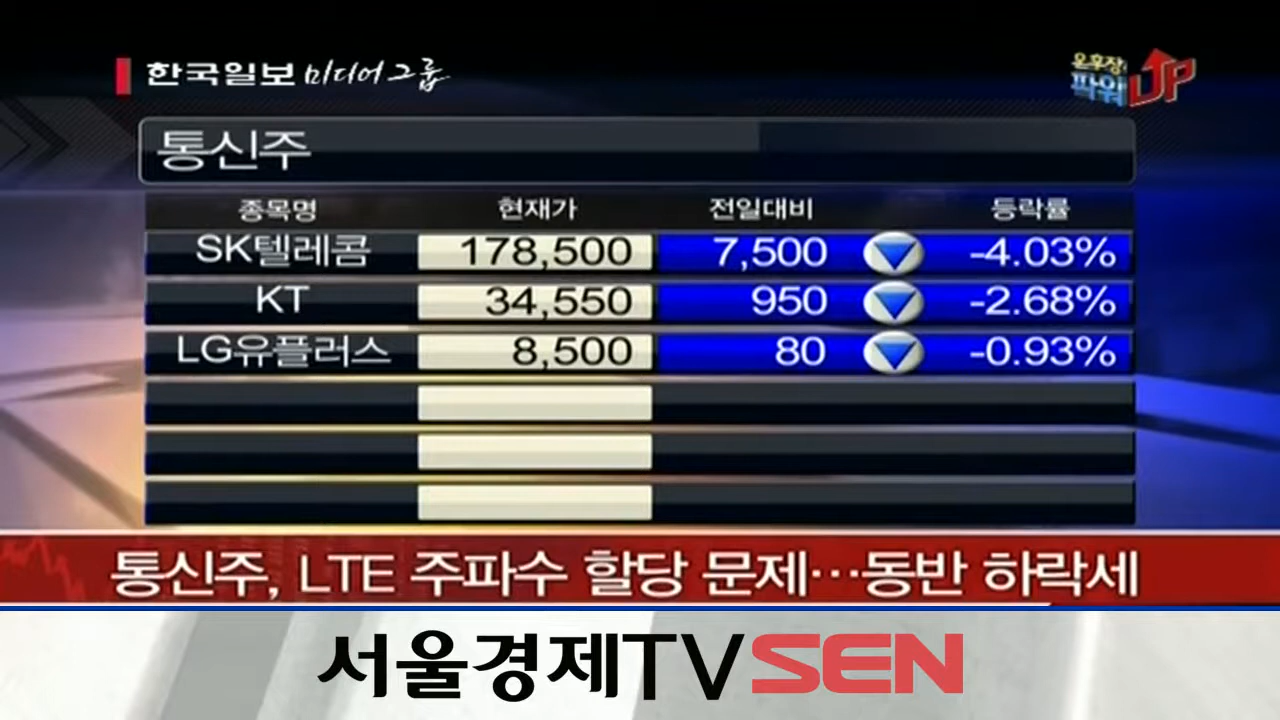 한국일보 미디어그룹
온후장! 파워 UP
통신주
종목명 현재가 전일대비 등락률
SK텔레콤 178,500 7,500 ▼ -4.03%
KT 34,550 950 ▼ -2.68%
LG유플러스 8,500 80 ▼ -0.93%
통신주, LTE 주파수 할당 문제…동반 하락세
서울경제TV SEN